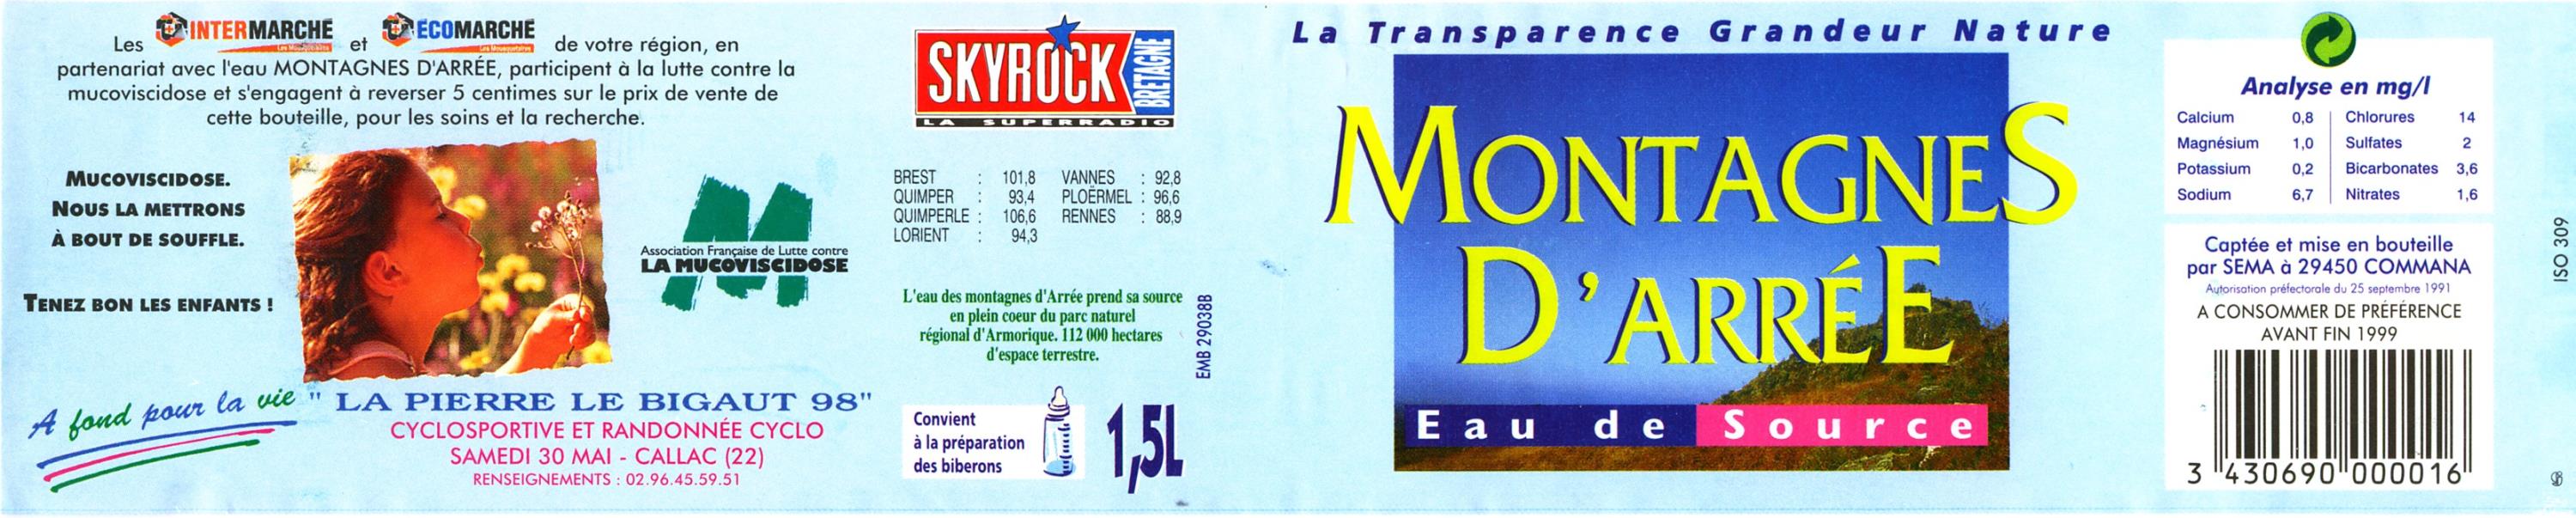 Les INTERMARCHÉ Les Mousquetaires et ÉCOMARCHÉ Les Mousquetaires de votre région, en
partenariat avec l'eau MONTAGNES D'ARRÉE, participent à la lutte contre la
mucoviscidose et s'engagent à reverser 5 centimes sur le prix de vente de
cette bouteille, pour les soins et la recherche.
MUCOVISCIDOSE.
NOUS LA METTRONS
À BOUT DE SOUFFLE.
TENEZ BON LES ENFANTS !
Association Française de Lutte contre
LA MUCOVISCIDOSE
A fond pour la vie
" LA PIERRE LE BIGAUT 98"
CYCLOSPORTIVE ET RANDONNÉE CYCLO
SAMEDI 30 MAI - CALLAC (22)
RENSEIGNEMENTS : 02.96.45.59.51
SKYROCK
BRETAGNE
LA SUPERRADIO
BREST : 101,8 VANNES : 92,8
QUIMPER : 93,4 PLOËRMEL : 96,6
QUIMPERLE : 106,6 RENNES : 88,9
LORIENT : 94,3
L'eau des montagnes d'Arrée prend sa source
en plein coeur du parc naturel
régional d'Armorique. 112 000 hectares
d'espace terrestre.
EMB 29038B
Convient
à la préparation
des biberons
1,5L
La Transparence Grandeur Nature
MONTAGNES
D'ARRÉE
Eau de Source
Analyse en mg/l
Calcium 0,8 Chlorures 14
Magnésium 1,0 Sulfates 2
Potassium 0,2 Bicarbonates 3,6
Sodium 6,7 Nitrates 1,6
Captée et mise en bouteille
par SEMA à 29450 COMMANA
Autorisation préfectorale du 25 septembre 1991
A CONSOMMER DE PRÉFÉRENCE
AVANT FIN 1999
3 430690 000016
ISO 309